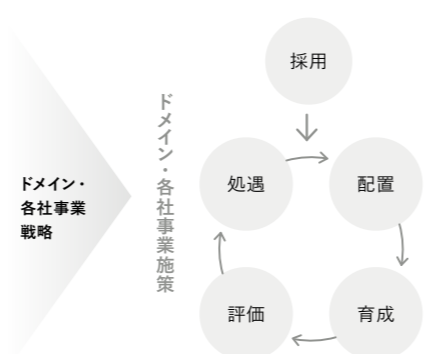 ドメイン・
各社事業
戦略
ドメイン・各社事業施策
採用
処遇
配置
評価
育成